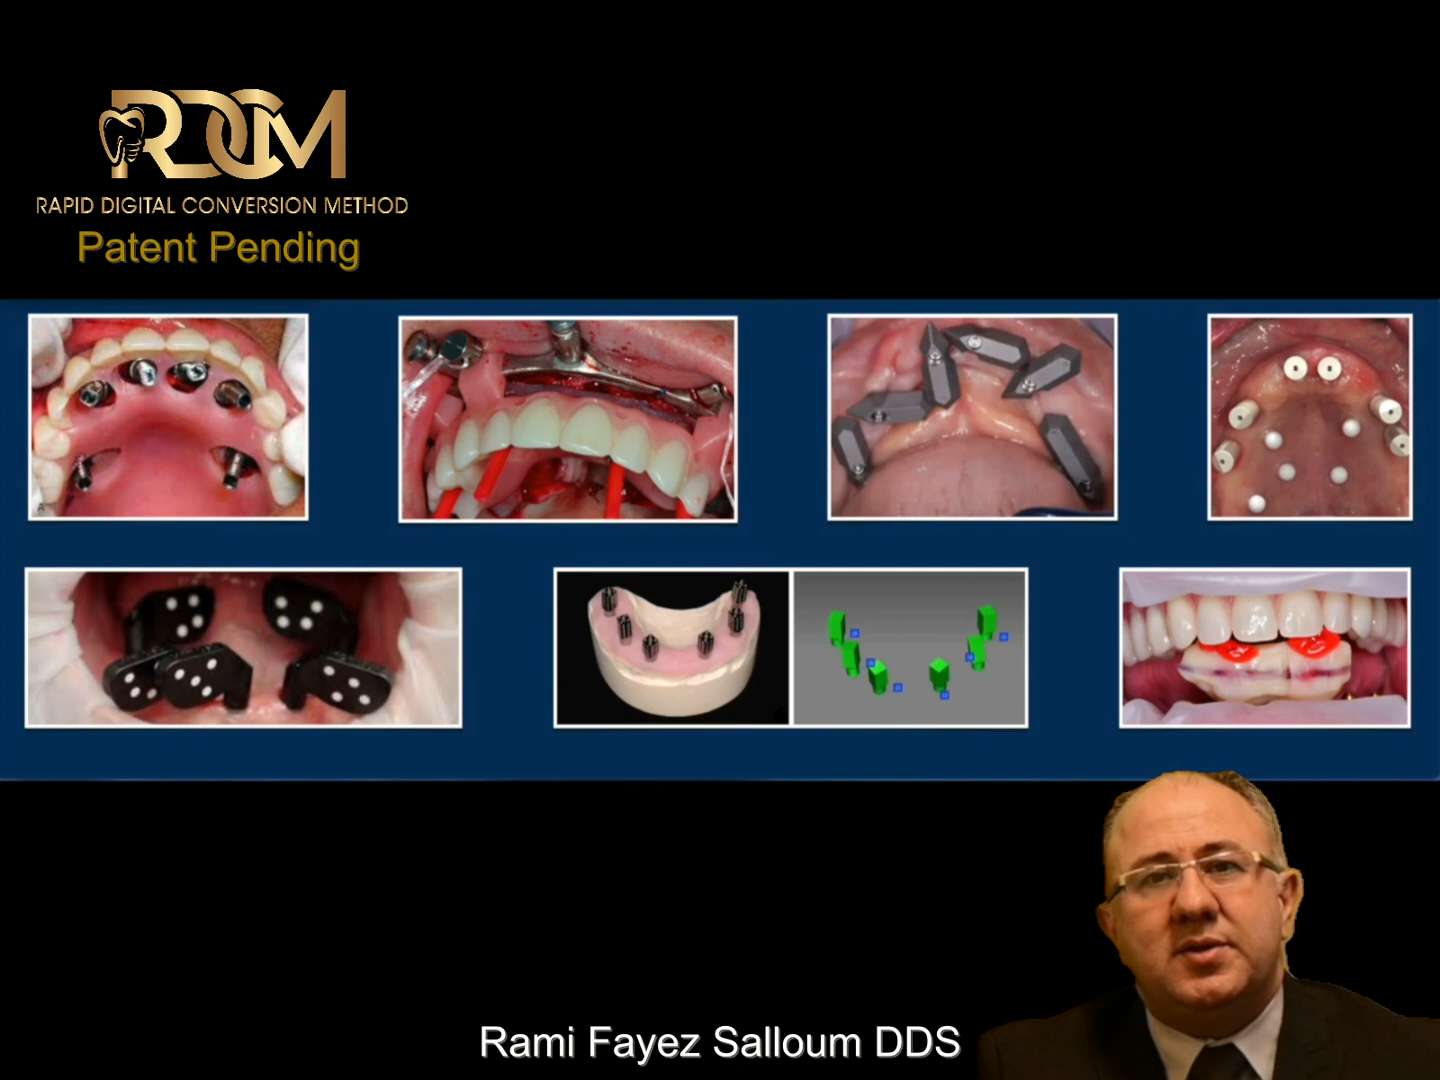 RDCM
RAPID DIGITAL CONVERSION METHOD
Patent Pending
A
Rami Fayez Salloum DDS